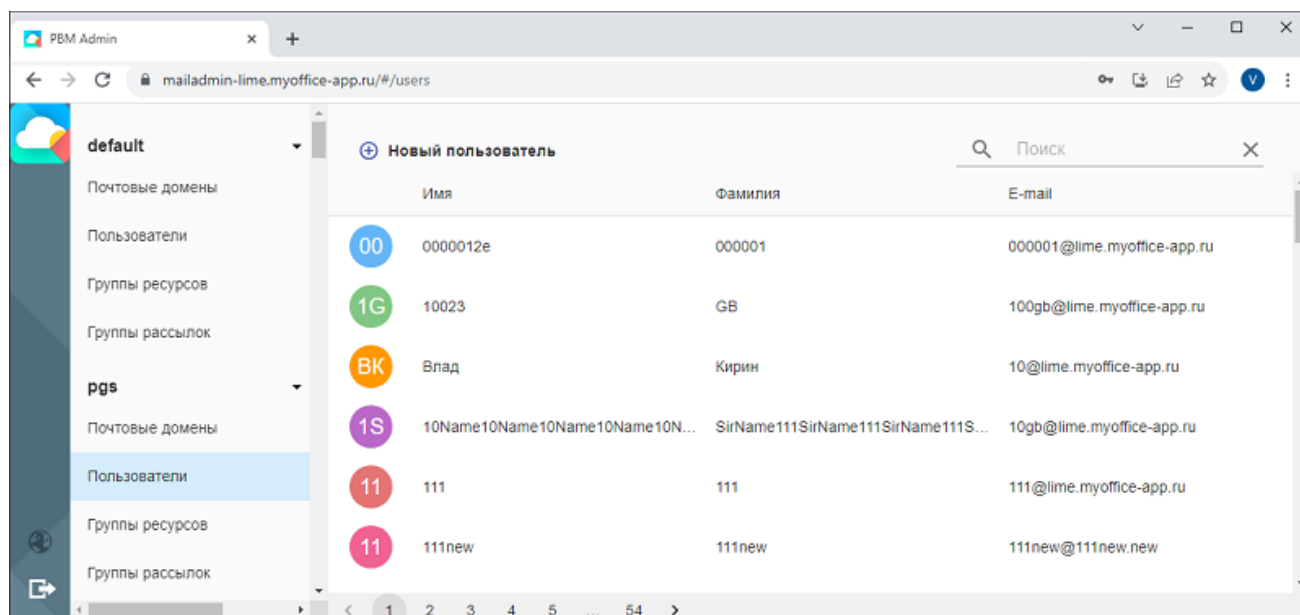 PBM Admin
mailadmin-lime.myoffice-app.ru/#/users
V
default
Почтовые домены
Пользователи
Группы ресурсов
Группы рассылок
pgs
Почтовые домены
Пользователи
Группы ресурсов
Группы рассылок
Новый пользователь
Поиск
Имя Фамилия E-mail
00 0000012e 000001 000001@lime.myoffice-app.ru
1G 10023 GB 100gb@lime.myoffice-app.ru
ВК Влад Кирин 10@lime.myoffice-app.ru
1S 10Name10Name10Name10Name10N... SirName111SirName111SirName111S... 10gb@lime.myoffice-app.ru
11 111 111 111@lime.myoffice-app.ru
11 111new 111new 111new@111new.new
1 2 3 4 5 ... 54